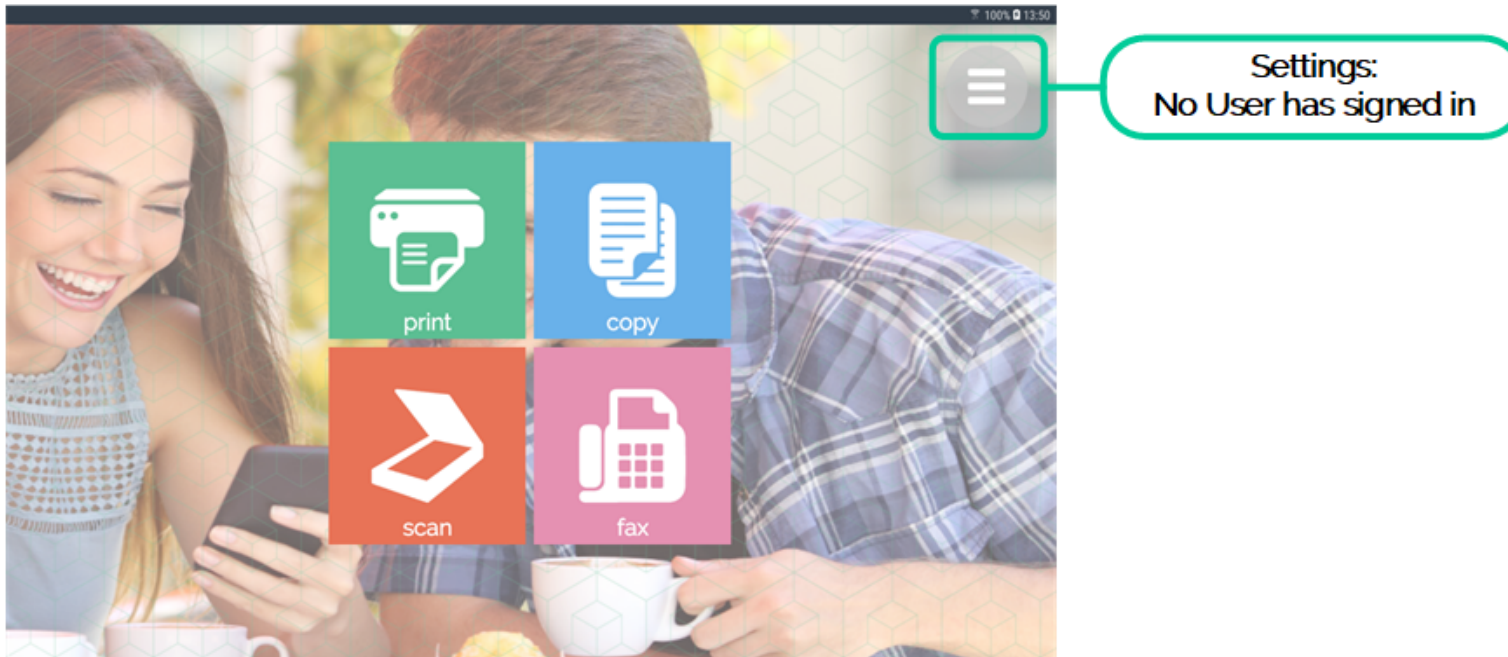 100% 13:50
Settings:
No User has signed in
print
copy
scan
fax